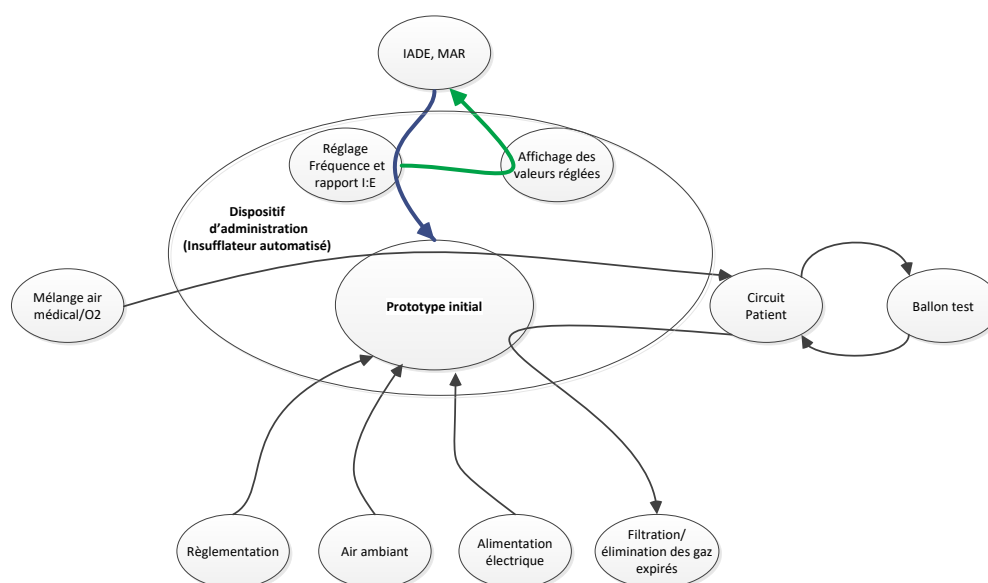 IADE, MAR
Réglage
Fréquence et
rapport I:E
Affichage des
valeurs réglées
Dispositif
d’administration
(Insufflateur automatisé)
Mélange air
médical/O2
Prototype initial
Circuit
Patient
Ballon test
Règlementation
Air ambiant
Alimentation
électrique
Filtration/
élimination des gaz
expirés